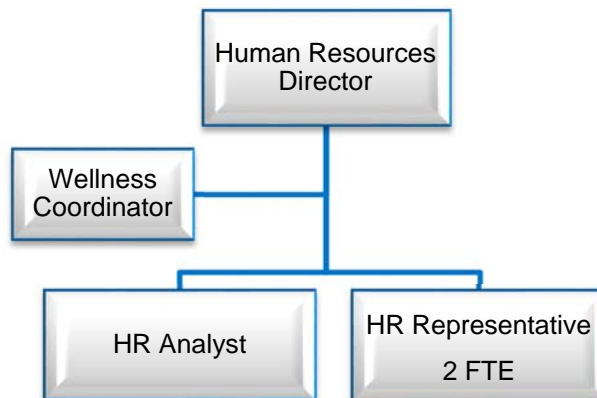 Human Resources
Director
Wellness
Coordinator
HR Analyst
HR Representative
2 FTE